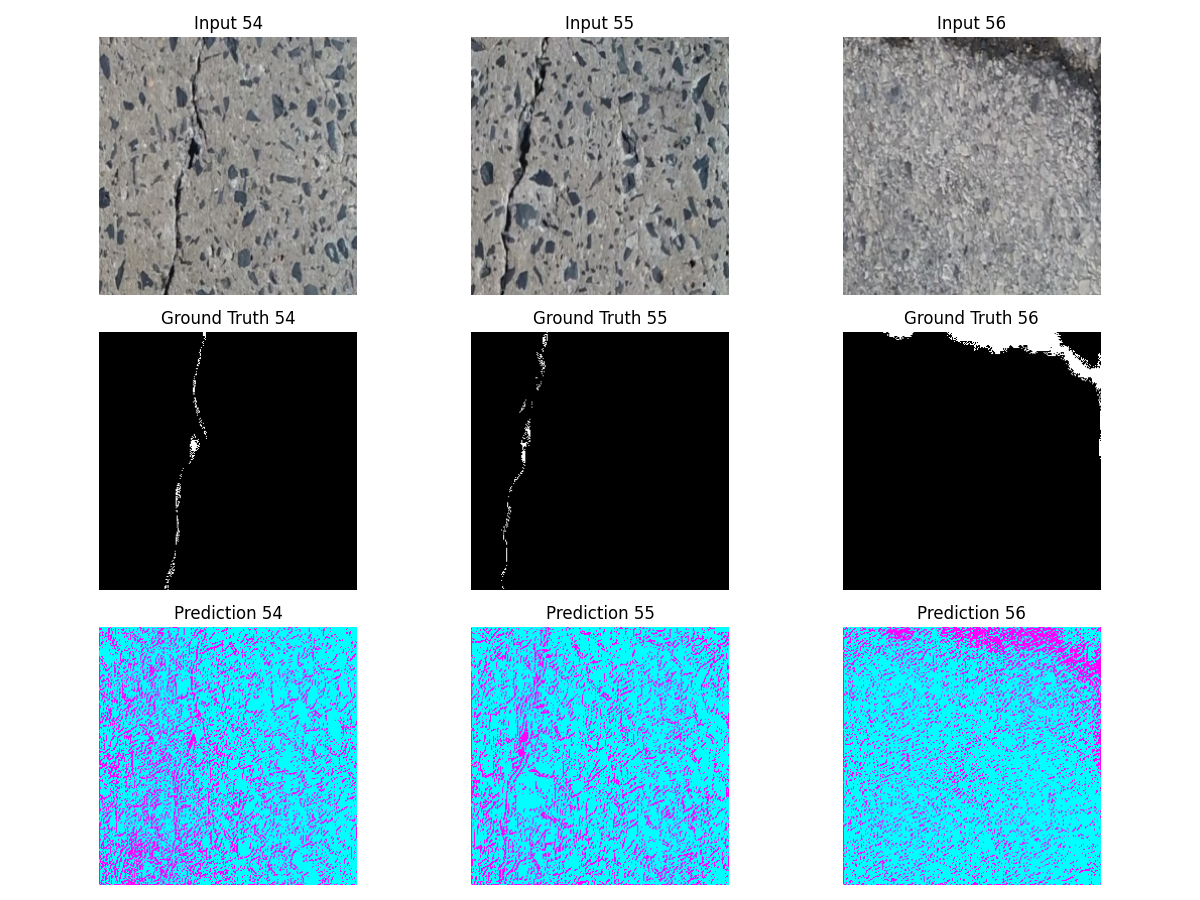 Input 54
Input 55
Input 56
Ground Truth 54
Ground Truth 55
Ground Truth 56
Prediction 54
Prediction 55
Prediction 56